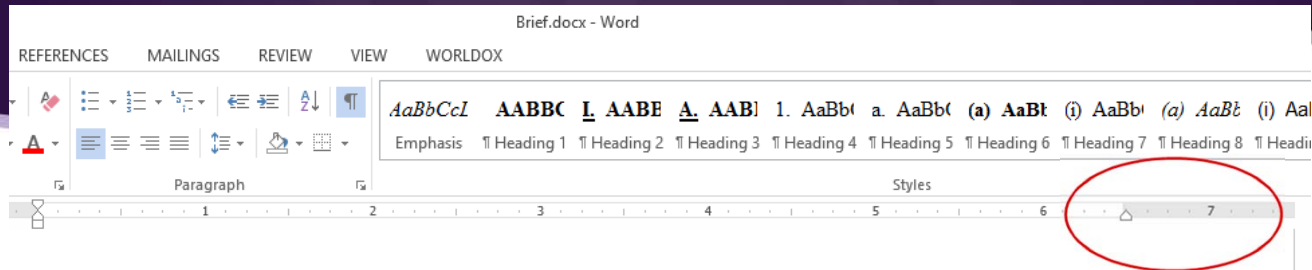 Brief.docx - Word
REFERENCES MAILINGS REVIEW VIEW WORLDOX
AaBbCcI AABBC I. AABE A. AABI 1. AaBb( a. AaBb( (a) AaBt (i) AaBb( (a) AaBb (i) Aal
Emphasis ¶ Heading 1 ¶ Heading 2 ¶ Heading 3 ¶ Heading 4 ¶ Heading 5 ¶ Heading 6 ¶ Heading 7 ¶ Heading 8 ¶ Headi
Paragraph Styles
1 2 3 4 5 6 7